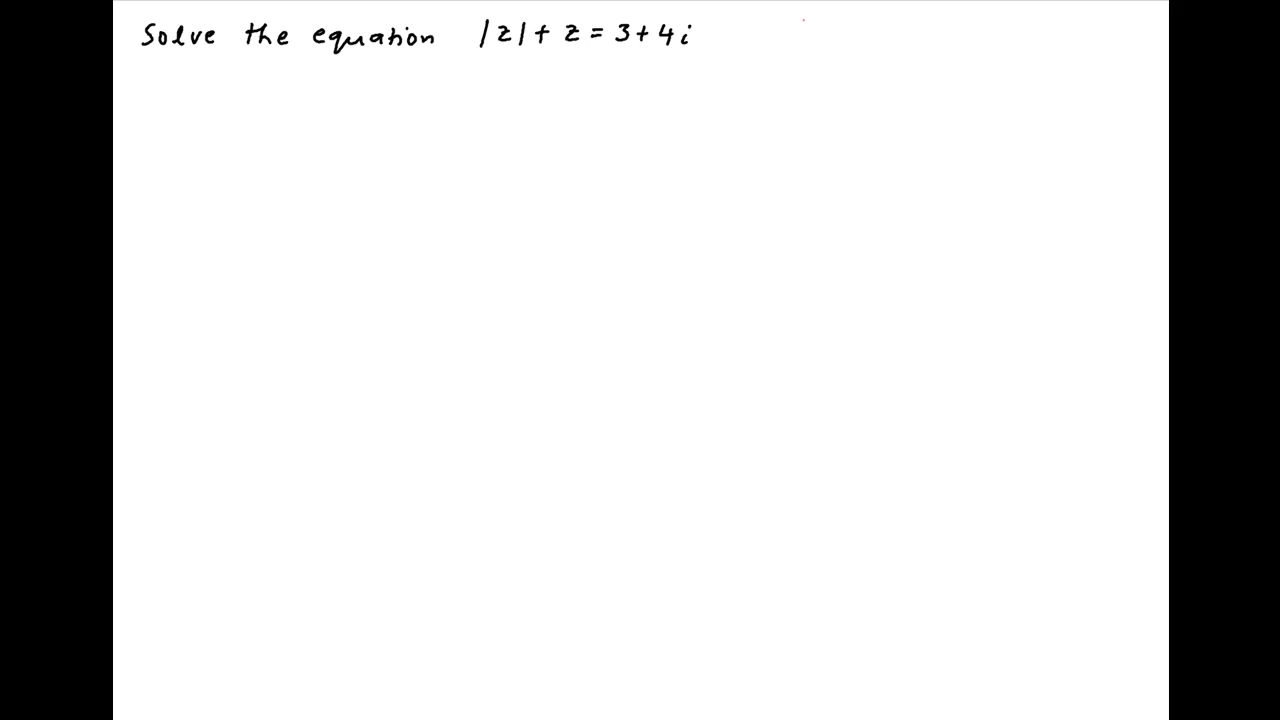 Solve the equation |z| + z = 3 + 4i